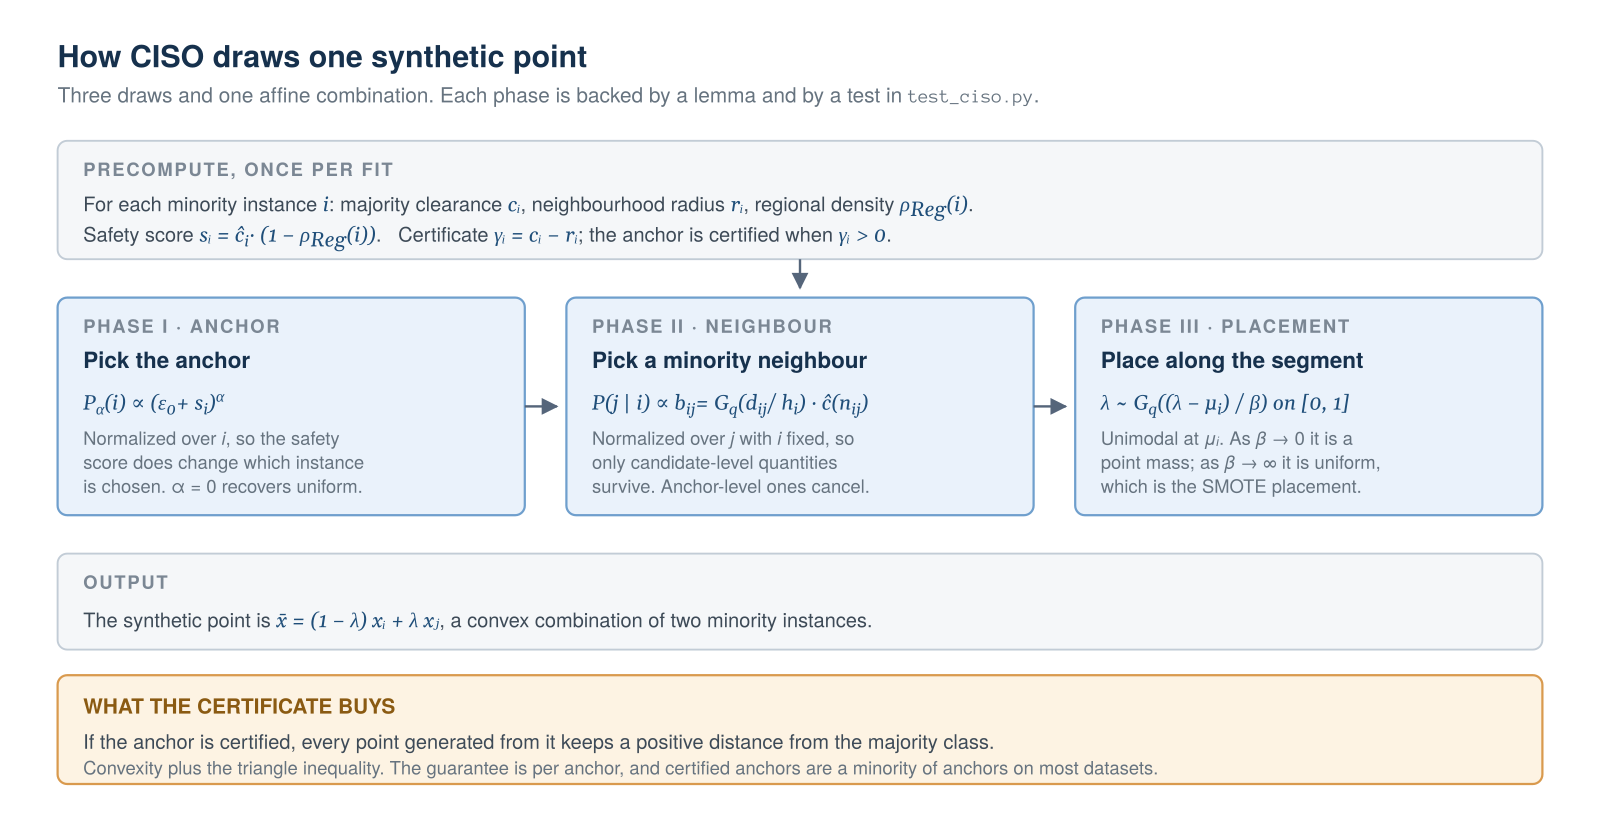 How CISO draws one synthetic point
Three draws and one affine combination. Each phase is backed by a lemma and by a test in test_ciso.py.
PRECOMPUTE, ONCE PER FIT
For each minority instance i: majority clearance cᵢ, neighbourhood radius rᵢ, regional density ρ_Reg(i).
Safety score sᵢ = ĉᵢ· (1 − ρ_Reg(i)). Certificate γᵢ = cᵢ − rᵢ; the anchor is certified when γᵢ > 0.
PHASE I · ANCHOR
Pick the anchor
P_α(i) ∝ (ε₀+ sᵢ)^α
Normalized over i, so the safety
score does change which instance
is chosen. α = 0 recovers uniform.
PHASE II · NEIGHBOUR
Pick a minority neighbour
P(j | i) ∝ b_ij= G_q(d_ij/ hᵢ) · ĉ(n_ij)
Normalized over j with i fixed, so
only candidate-level quantities
survive. Anchor-level ones cancel.
PHASE III · PLACEMENT
Place along the segment
λ ~ G_q((λ − μᵢ) / β) on [0, 1]
Unimodal at μᵢ. As β → 0 it is a
point mass; as β → ∞ it is uniform,
which is the SMOTE placement.
OUTPUT
The synthetic point is x̄ = (1 − λ) xᵢ + λ xⱼ, a convex combination of two minority instances.
WHAT THE CERTIFICATE BUYS
If the anchor is certified, every point generated from it keeps a positive distance from the majority class.
Convexity plus the triangle inequality. The guarantee is per anchor, and certified anchors are a minority of anchors on most datasets.